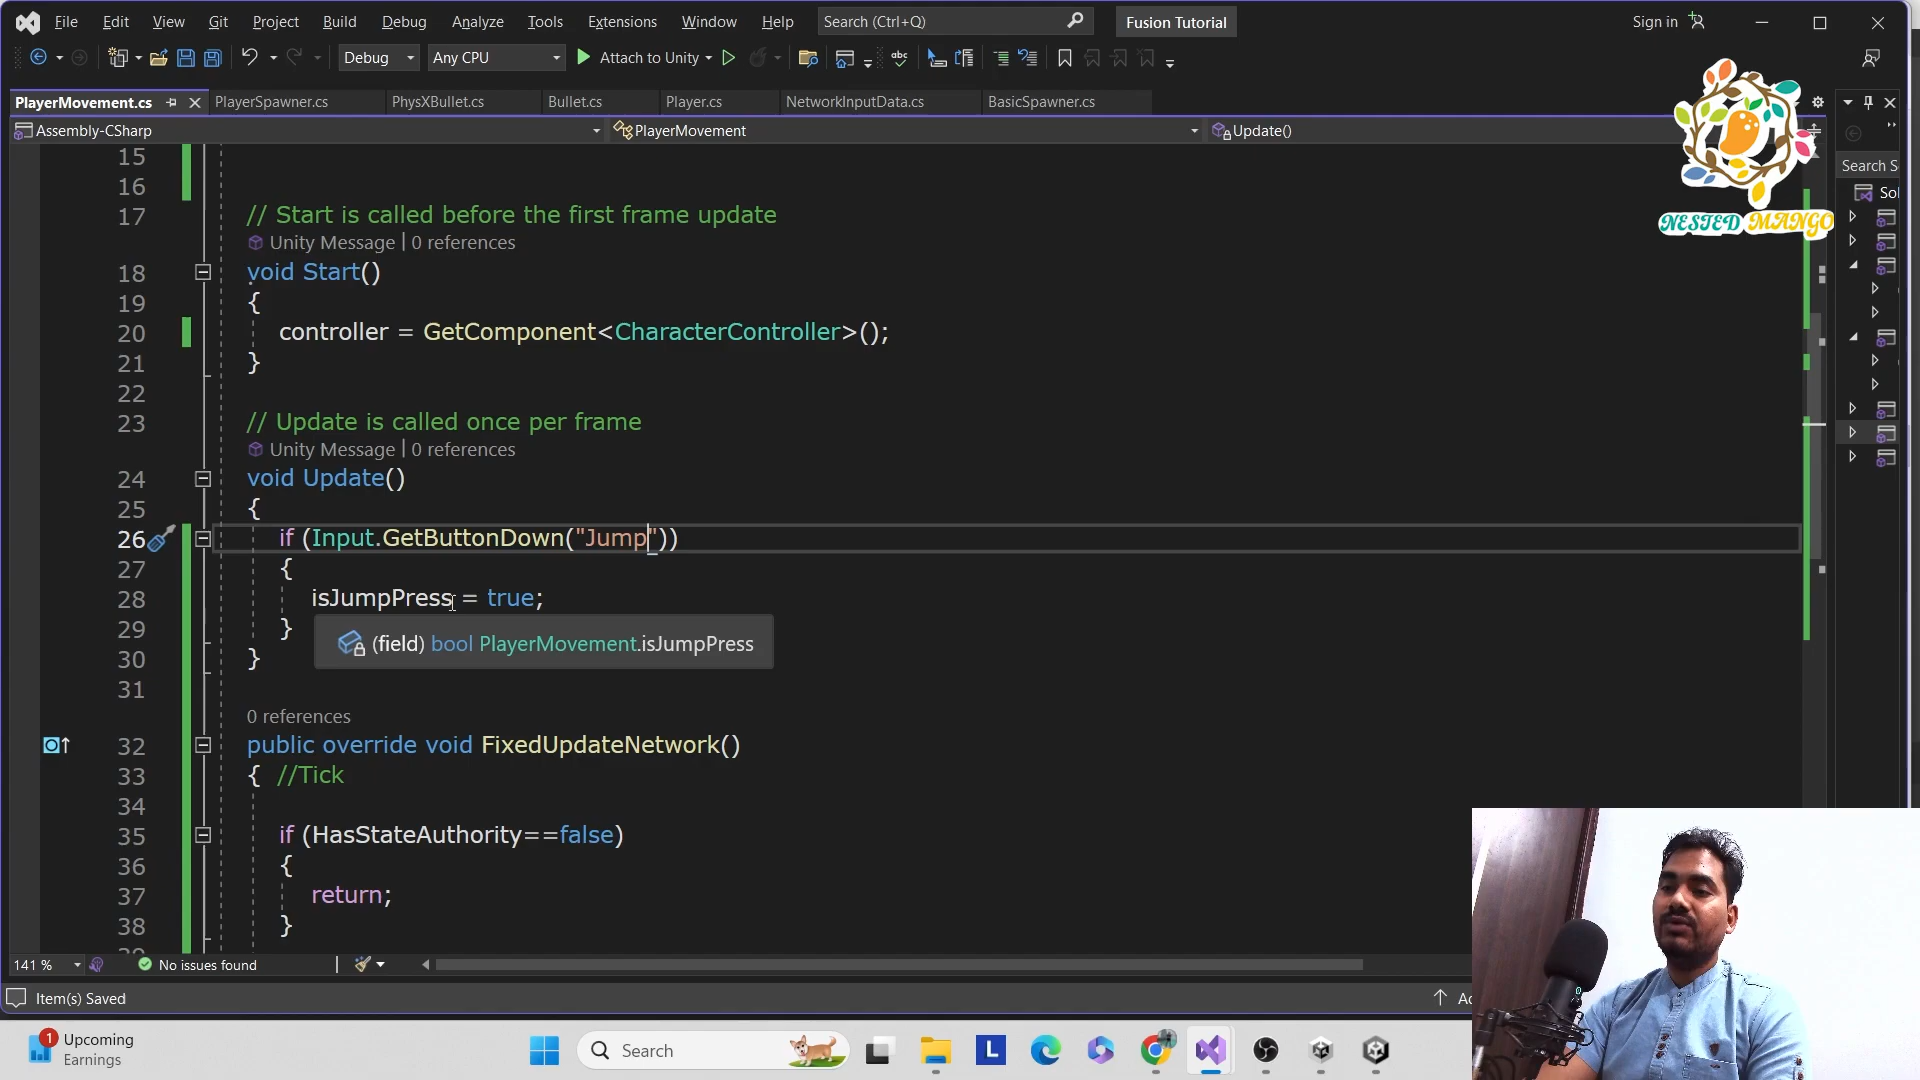 File Edit View Git Project Build Debug Test Analyze Tools Extensions Window Help Search (Ctrl+Q) Fusion Tutorial Sign in
Debug Any CPU Attach to Unity
PlayerMovement.cs PlayerSpawner.cs PhysXBullet.cs Bullet.cs Player.cs NetworkInputData.cs BasicSpawner.cs
Assembly-CSharp PlayerMovement Update()
NESTED MANGO
Search S
Sol
15
16
17 // Start is called before the first frame update
Unity Message | 0 references
18 void Start()
19 {
20 controller = GetComponent<CharacterController>();
21 }
22
23 // Update is called once per frame
Unity Message | 0 references
24 void Update()
25 {
26 if (Input.GetButtonDown("Jump"))
27 {
28 isJumpPress = true;
29 }
(field) bool PlayerMovement.isJumpPress
30 }
31
0 references
32 public override void FixedUpdateNetwork()
33 { //Tick
34
35 if (HasStateAuthority==false)
36 {
37 return;
38 }
141 % No issues found
Item(s) Saved
1 Upcoming
Earnings
Search
L